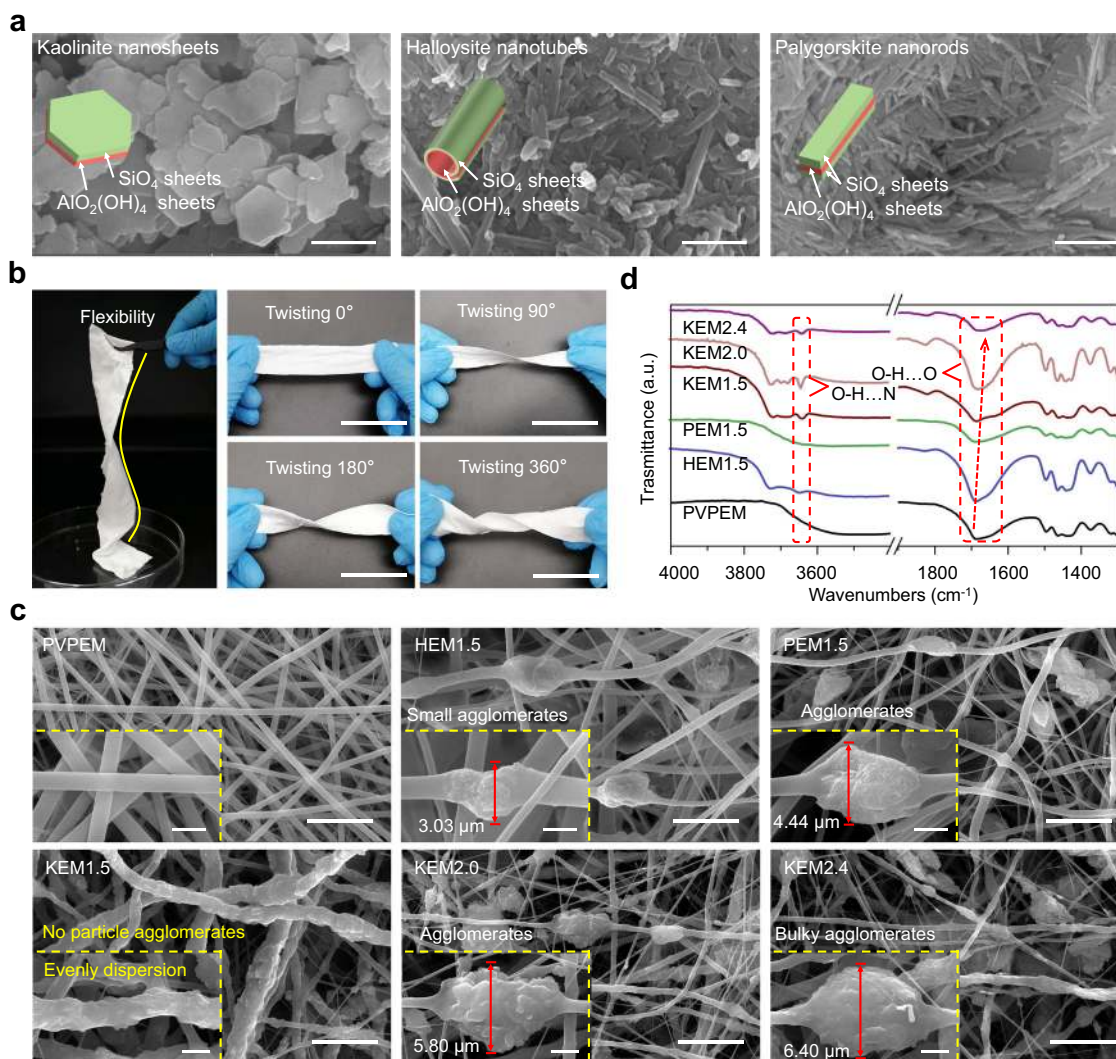 a
Kaolinite nanosheets
SiO4 sheets
AlO2(OH)4 sheets
Halloysite nanotubes
SiO4 sheets
AlO2(OH)4 sheets
Palygorskite nanorods
SiO4 sheets
AlO2(OH)4 sheets
b
Flexibility
Twisting 0°
Twisting 90°
Twisting 180°
Twisting 360°
d
KEM2.4
KEM2.0
KEM1.5
PEM1.5
HEM1.5
PVPEM
O-H...O
O-H...N
Trasmittance (a.u.)
4000
3800
3600
1800
1600
1400
Wavenumbers (cm-1)
c
PVPEM
HEM1.5
Small agglomerates
3.03 µm
PEM1.5
Agglomerates
4.44 µm
KEM1.5
No particle agglomerates
Evenly dispersion
KEM2.0
Agglomerates
5.80 µm
KEM2.4
Bulky agglomerates
6.40 µm